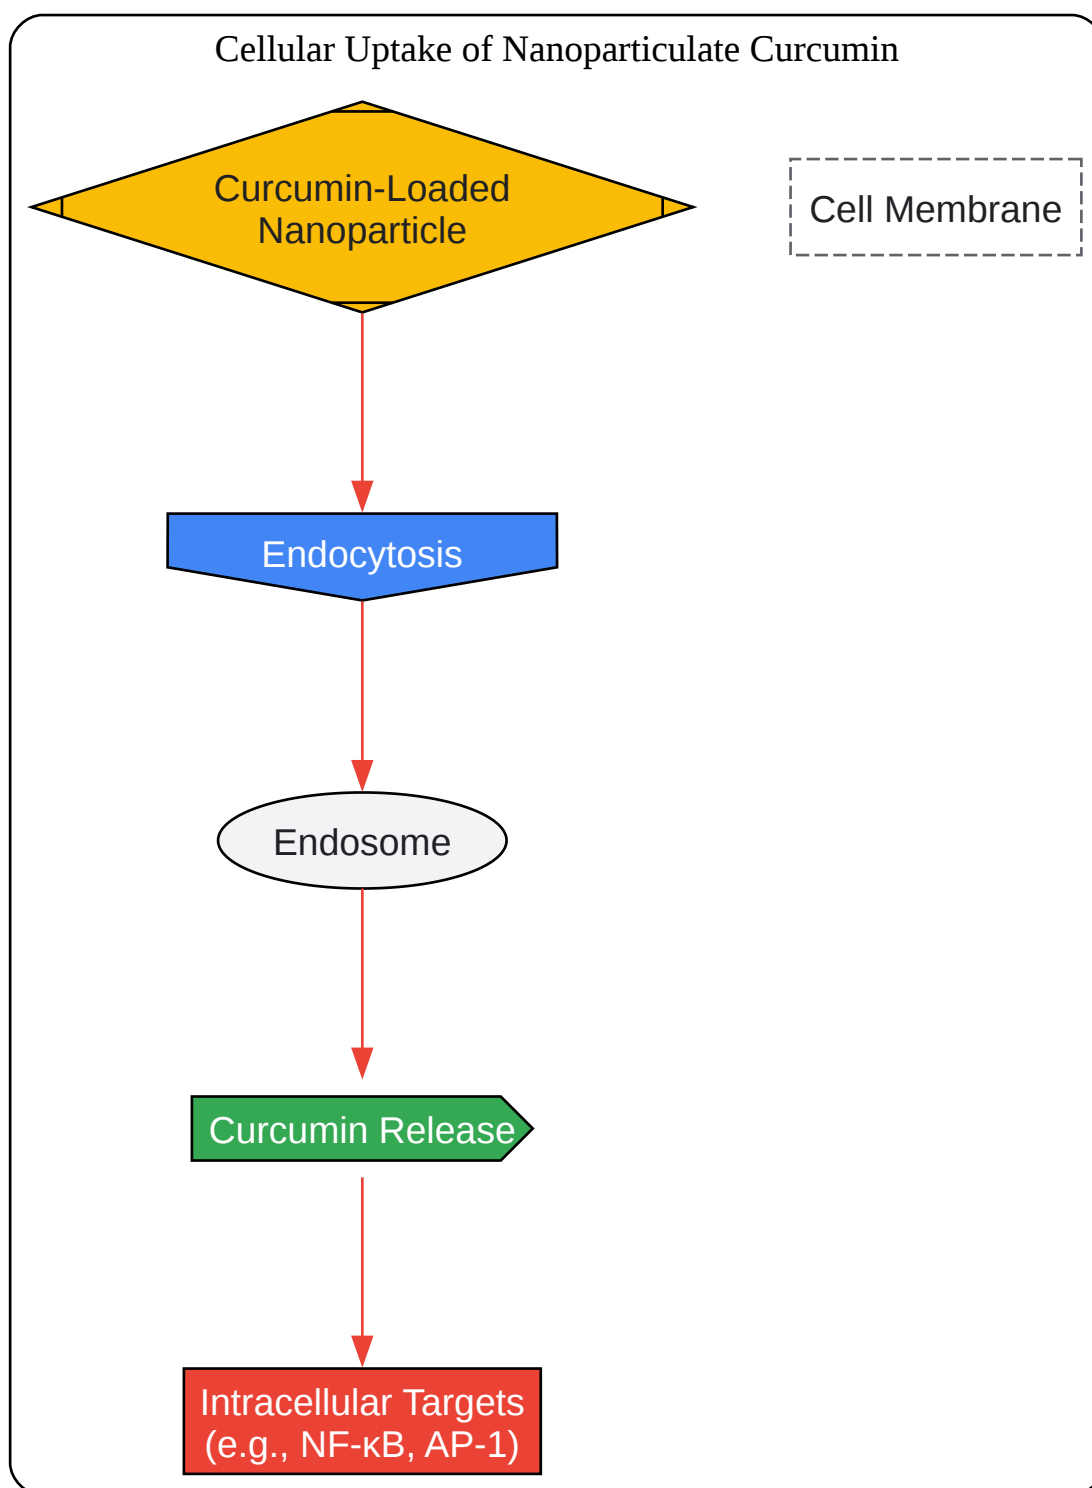 Cellular Uptake of Nanoparticulate Curcumin
Curcumin-Loaded
Nanoparticle
Cell Membrane
Endocytosis
Endosome
Curcumin Release
Intracellular Targets
(e.g., NF-κB, AP-1)